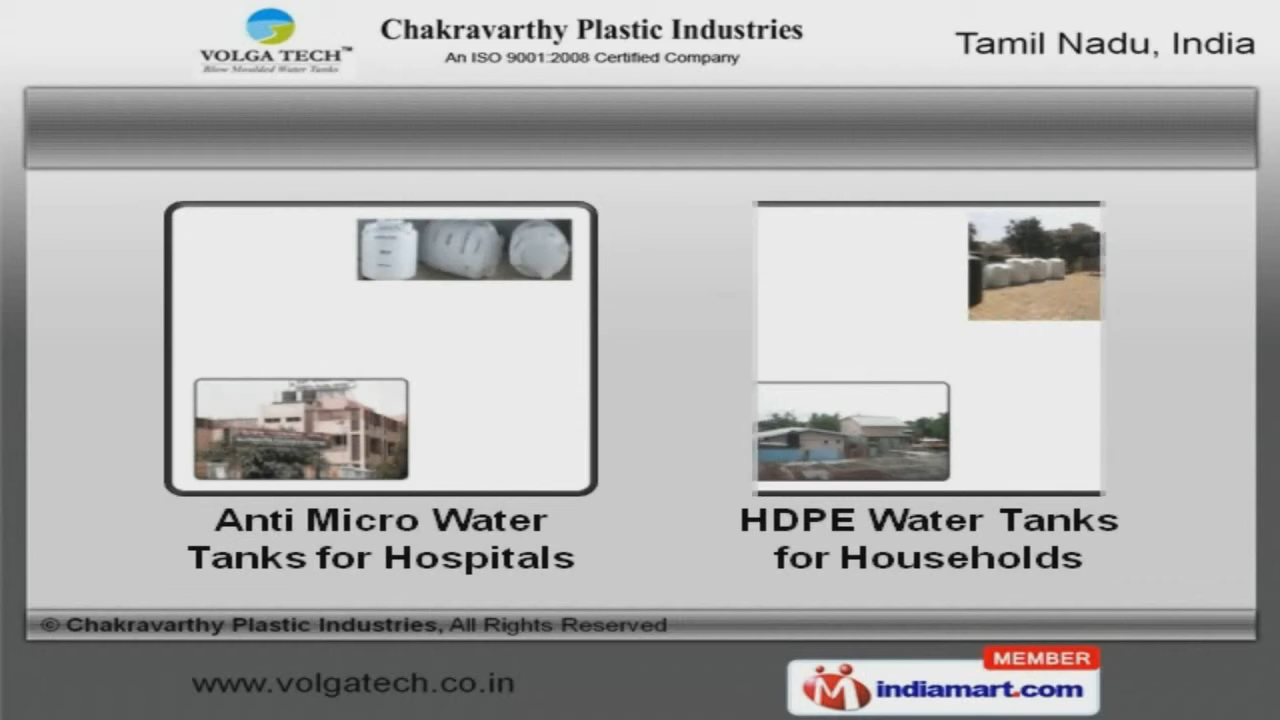 VOLGA TECH™
Blow Moulded Water Tanks
Chakravarthy Plastic Industries
An ISO 9001:2008 Certified Company
Tamil Nadu, India
Anti Micro Water
Tanks for Hospitals
HDPE Water Tanks
for Households
© Chakravarthy Plastic Industries, All Rights Reserved
www.volgatech.co.in
MEMBER
indiamart.com